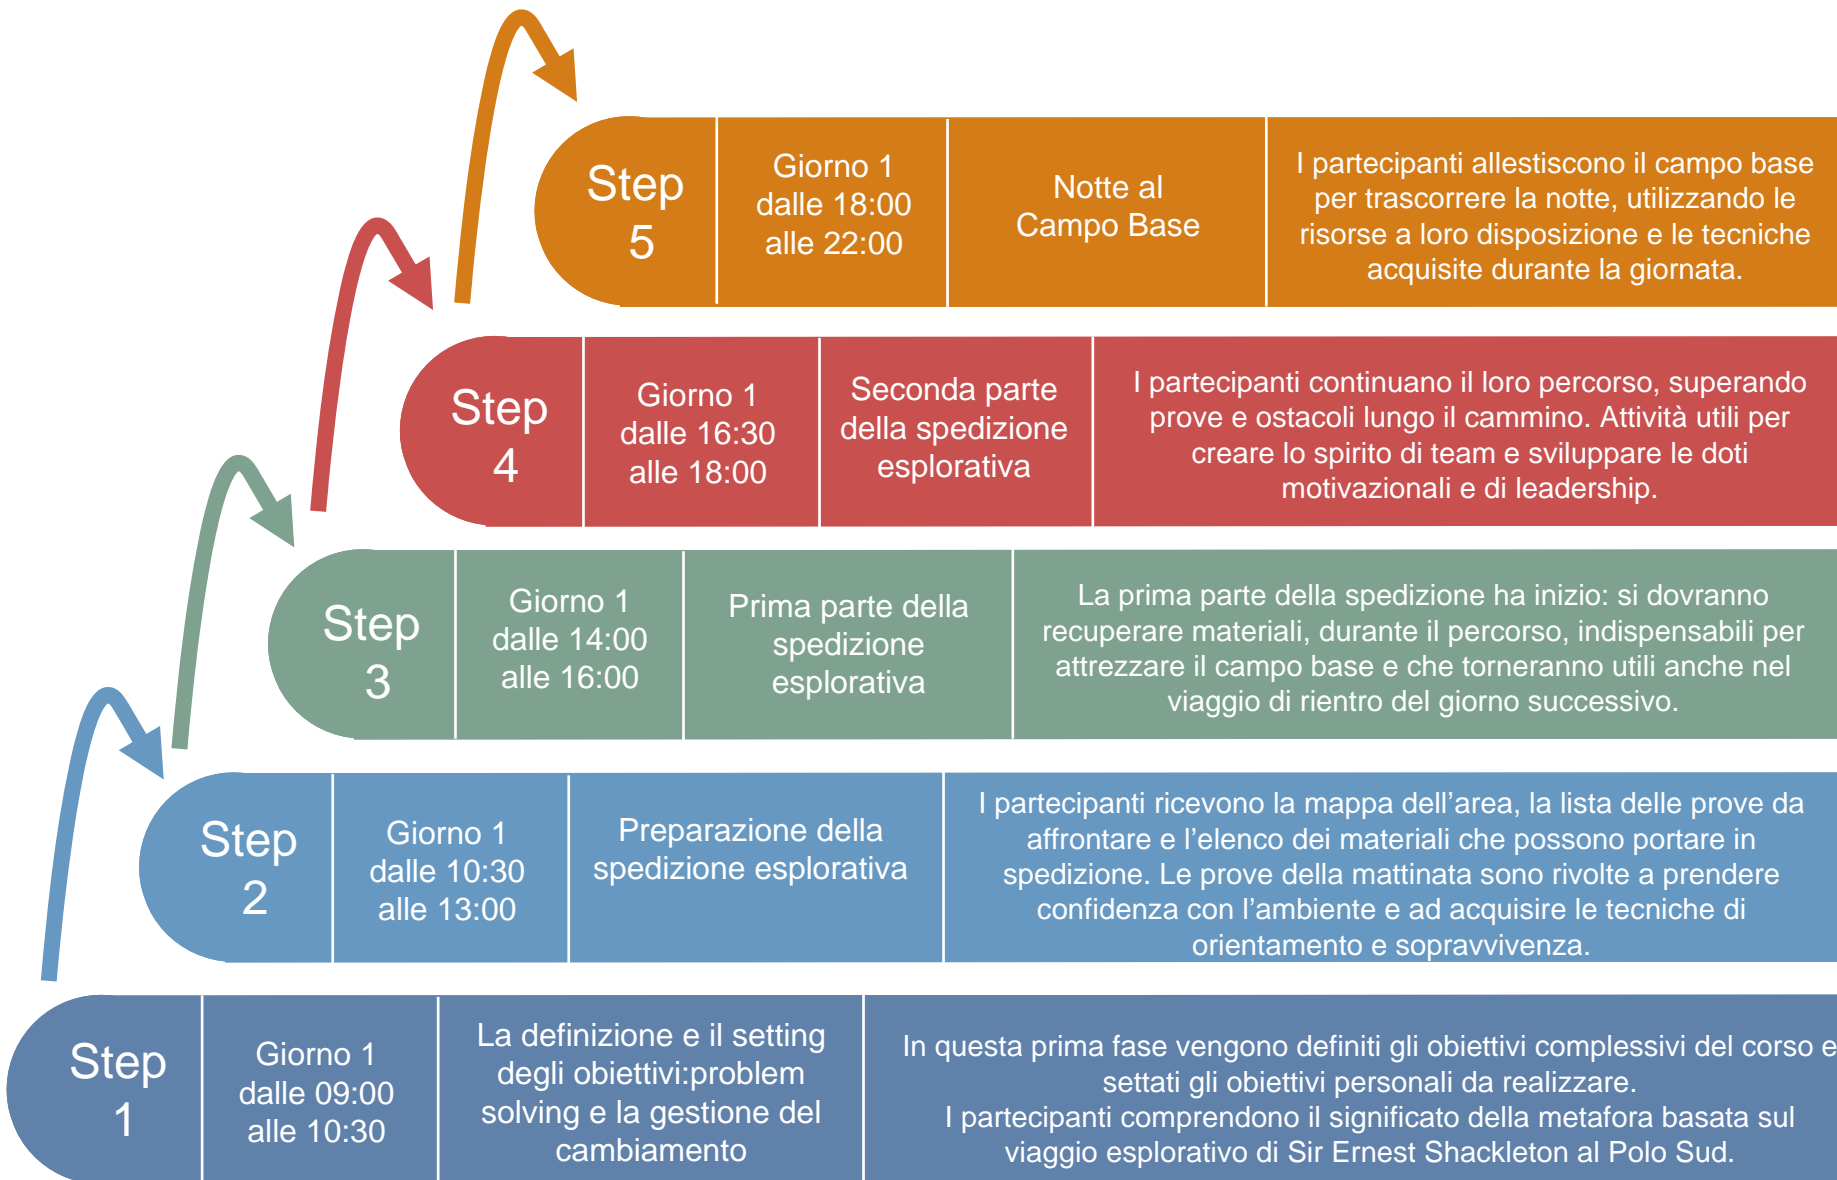 Step
5
Giorno 1
dalle 18:00
alle 22:00
Notte al
Campo Base
I partecipanti allestiscono il campo base
per trascorrere la notte, utilizzando le
risorse a loro disposizione e le tecniche
acquisite durante la giornata.
Step
4
Giorno 1
dalle 16:30
alle 18:00
Seconda parte
della spedizione
esplorativa
I partecipanti continuano il loro percorso, superando
prove e ostacoli lungo il cammino. Attività utili per
creare lo spirito di team e sviluppare le doti
motivazionali e di leadership.
Step
3
Giorno 1
dalle 14:00
alle 16:00
Prima parte della
spedizione
esplorativa
La prima parte della spedizione ha inizio: si dovranno
recuperare materiali, durante il percorso, indispensabili per
attrezzare il campo base e che torneranno utili anche nel
viaggio di rientro del giorno successivo.
Step
2
Giorno 1
dalle 10:30
alle 13:00
Preparazione della
spedizione esplorativa
I partecipanti ricevono la mappa dell’area, la lista delle prove da
affrontare e l’elenco dei materiali che possono portare in
spedizione. Le prove della mattinata sono rivolte a prendere
confidenza con l’ambiente e ad acquisire le tecniche di
orientamento e sopravvivenza.
Step
1
Giorno 1
dalle 09:00
alle 10:30
La definizione e il setting
degli obiettivi:problem
solving e la gestione del
cambiamento
In questa prima fase vengono definiti gli obiettivi complessivi del corso e
settati gli obiettivi personali da realizzare.
I partecipanti comprendono il significato della metafora basata sul
viaggio esplorativo di Sir Ernest Shackleton al Polo Sud.